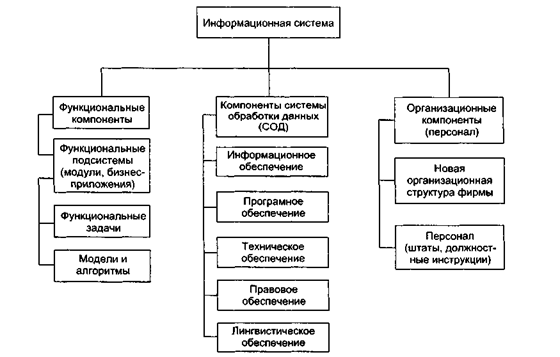 Информационная система
Функциональные
компоненты
Функциональные
подсистемы
(модули, бизнес-
приложения)
Функциональные
задачи
Модели и
алгоритмы
Компоненты системы
обработки данных
(СОД)
Информационное
обеспечение
Програмное
обеспечение
Техническое
обеспечение
Правовое
обеспечение
Лингвистическое
обеспечение
Организационные
компоненты
(персонал)
Новая
организационная
структура фирмы
Персонал
(штаты, должност-
ные инструкции)